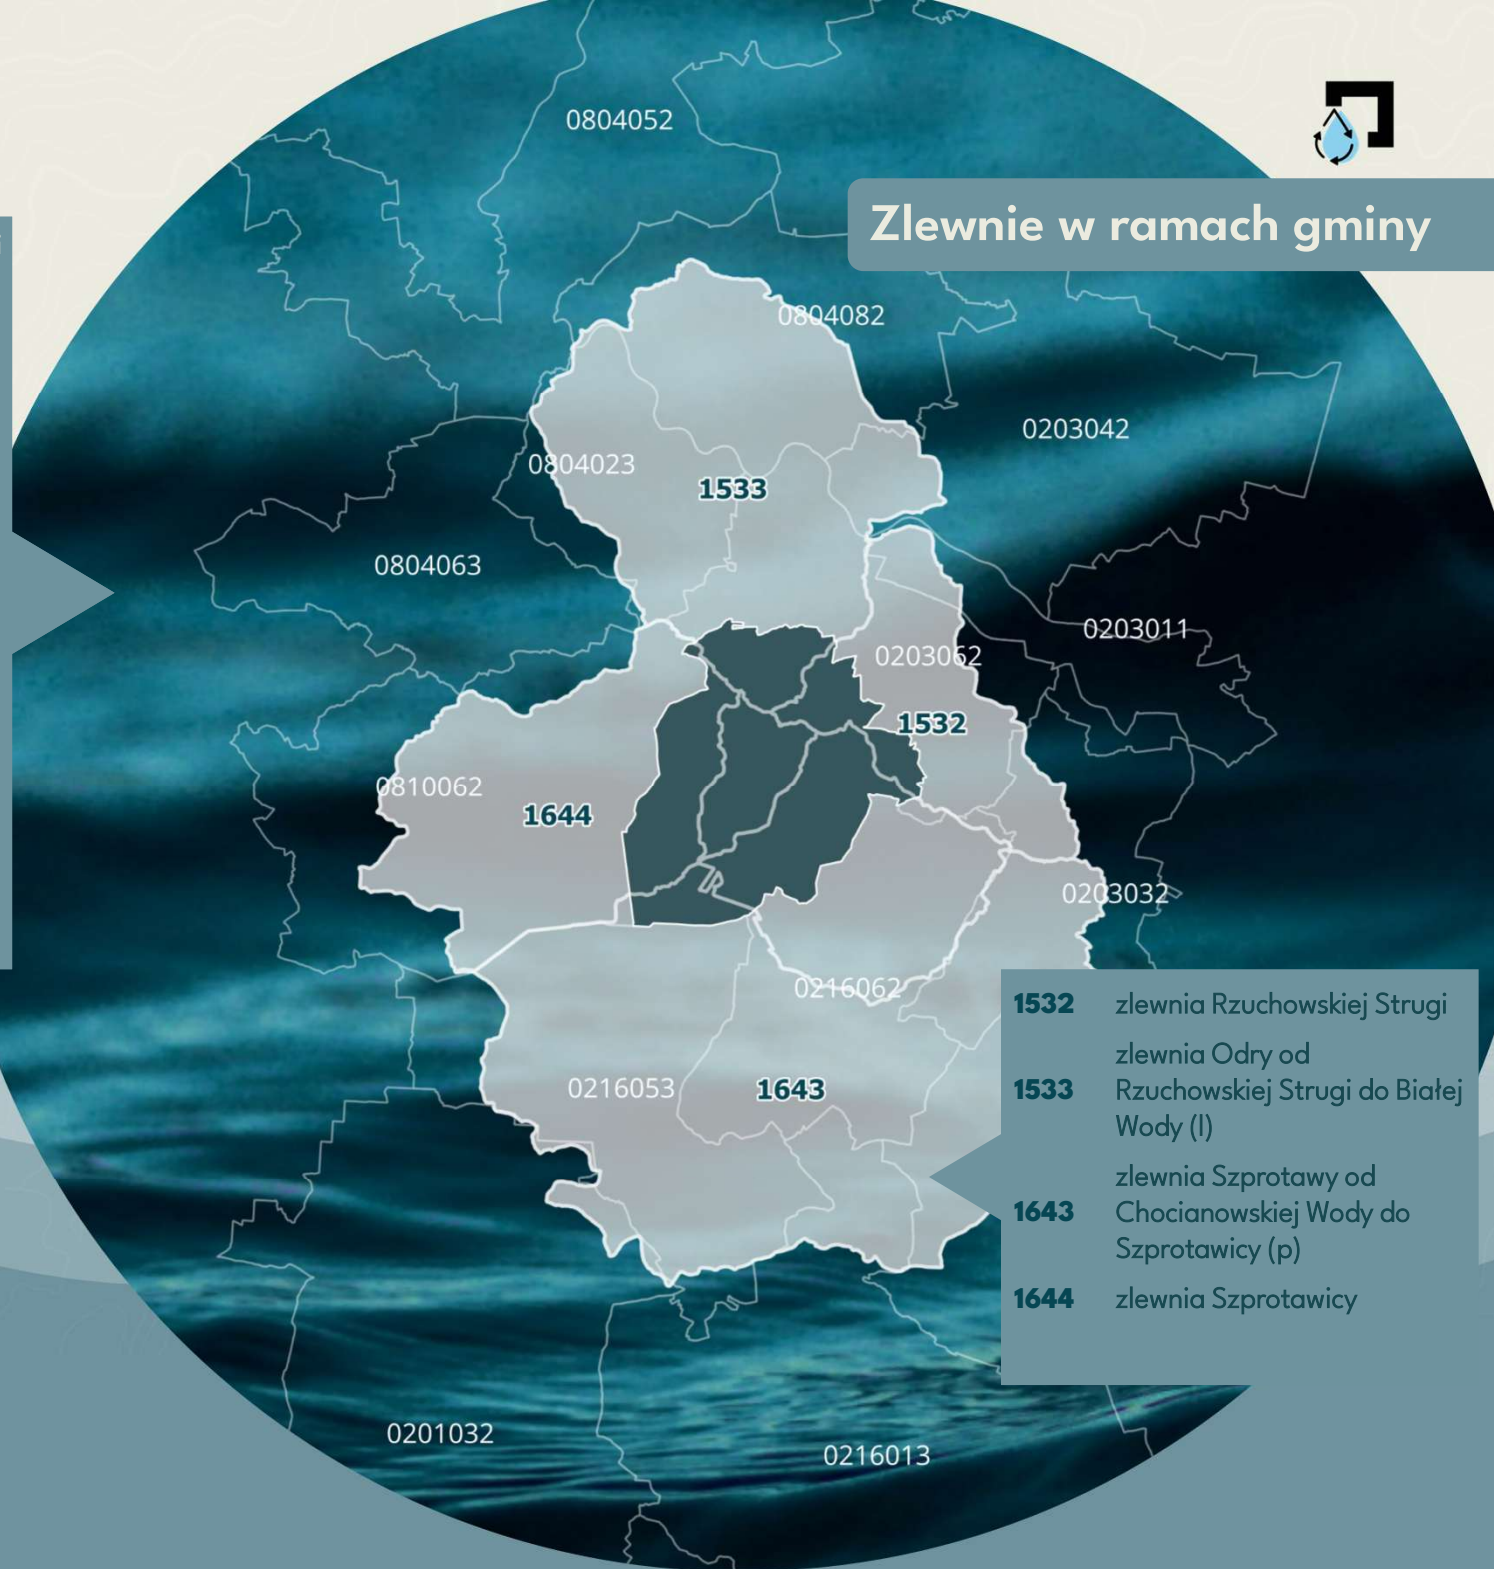 0804052
Zlewnie w ramach gminy
0804082
0203042
0804023
1533
0804063
0203011
0203062
1532
0810062
1644
0203032
0216062
0216053
1643
1532 zlewnia Rzuchowskiej Strugi
zlewnia Odry od
1533 Rzuchowskiej Strugi do Białej
Wody (l)
zlewnia Szprotawy od
1643 Chocianowskiej Wody do
Szprotawicy (p)
1644 zlewnia Szprotawicy
0201032
0216013